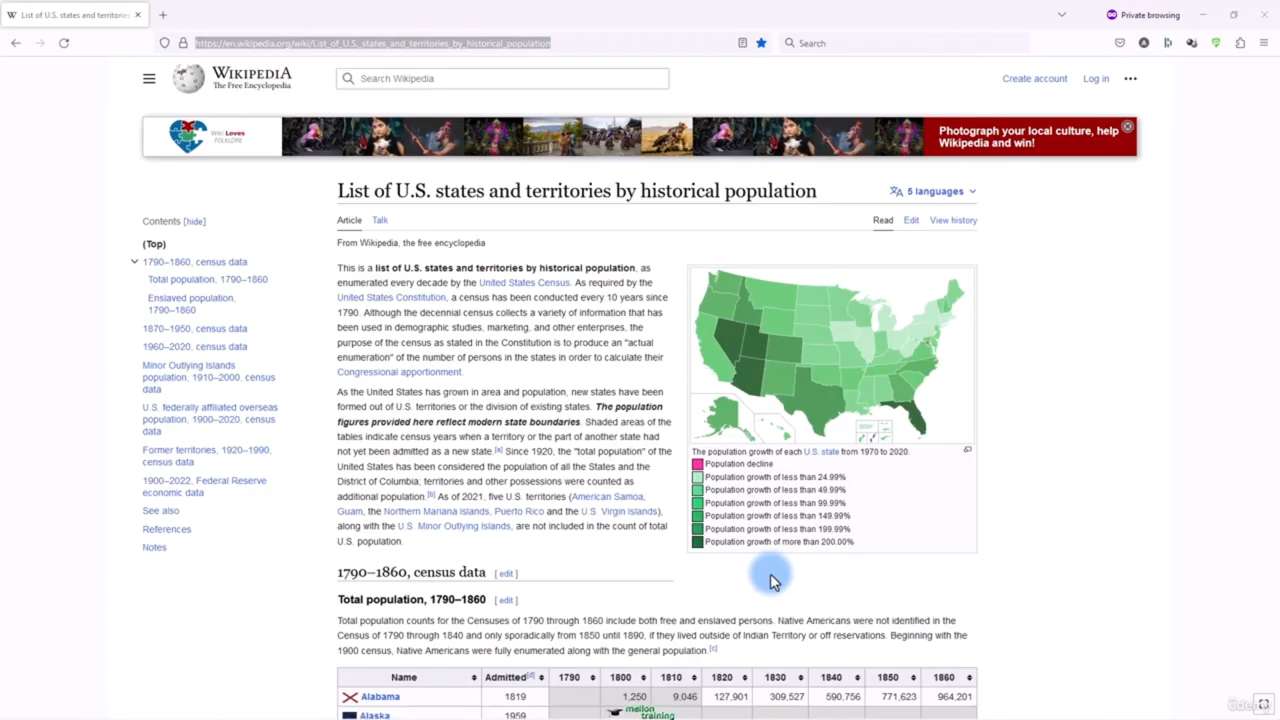 List of U.S. states and territories
Private browsing
https://en.wikipedia.org/wiki/List_of_U.S._states_and_territories_by_historical_population
Search
WIKIPEDIA
The Free Encyclopedia
Search Wikipedia
Create account
Log in
Wiki Loves
FOLKLORE
Photograph your local culture, help
Wikipedia and win!
List of U.S. states and territories by historical population
5 languages
Contents [hide]
(Top)
1790–1860, census data
Total population, 1790–1860
Enslaved population,
1790–1860
1870–1950, census data
1960–2020, census data
Minor Outlying Islands
population, 1910–2000, census
data
U.S. federally affiliated overseas
population, 1900–2020, census
data
Former territories, 1920–1990,
census data
1900–2022, Federal Reserve
economic data
See also
References
Notes
Article
Talk
Read
Edit
View history
From Wikipedia, the free encyclopedia
This is a list of U.S. states and territories by historical population, as
enumerated every decade by the United States Census. As required by the
United States Constitution, a census has been conducted every 10 years since
1790. Although the decennial census collects a variety of information that has
been used in demographic studies, marketing, and other enterprises, the
purpose of the census as stated in the Constitution is to produce an "actual
enumeration" of the number of persons in the states in order to calculate their
Congressional apportionment.
As the United States has grown in area and population, new states have been
formed out of U.S. territories or the division of existing states. The population
figures provided here reflect modern state boundaries. Shaded areas of the
tables indicate census years when a territory or the part of another state had
not yet been admitted as a new state.[a] Since 1920, the "total population" of the
United States has been considered the population of all the States and the
District of Columbia; territories and other possessions were counted as
additional population.[b] As of 2021, five U.S. territories (American Samoa,
Guam, the Northern Mariana Islands, Puerto Rico and the U.S. Virgin Islands),
along with the U.S. Minor Outlying Islands, are not included in the count of total
U.S. population.
The population growth of each U.S. state from 1970 to 2020.
Population decline
Population growth of less than 24.99%
Population growth of less than 49.99%
Population growth of less than 99.99%
Population growth of less than 149.99%
Population growth of less than 199.99%
Population growth of more than 200.00%
1790–1860, census data [ edit ]
Total population, 1790–1860 [ edit ]
Total population counts for the Censuses of 1790 through 1860 include both free and enslaved persons. Native Americans were not identified in the
Census of 1790 through 1840 and only sporadically from 1850 until 1890, if they lived outside of Indian Territory or off reservations. Beginning with the
1900 census, Native Americans were fully enumerated along with the general population.[c]
Name Admitted[d] 1790 1800 1810 1820 1830 1840 1850 1860
Alabama 1819 1,250 9,046 127,901 309,527 590,756 771,623 964,201
Alaska 1959
mallon
training
ûdemy